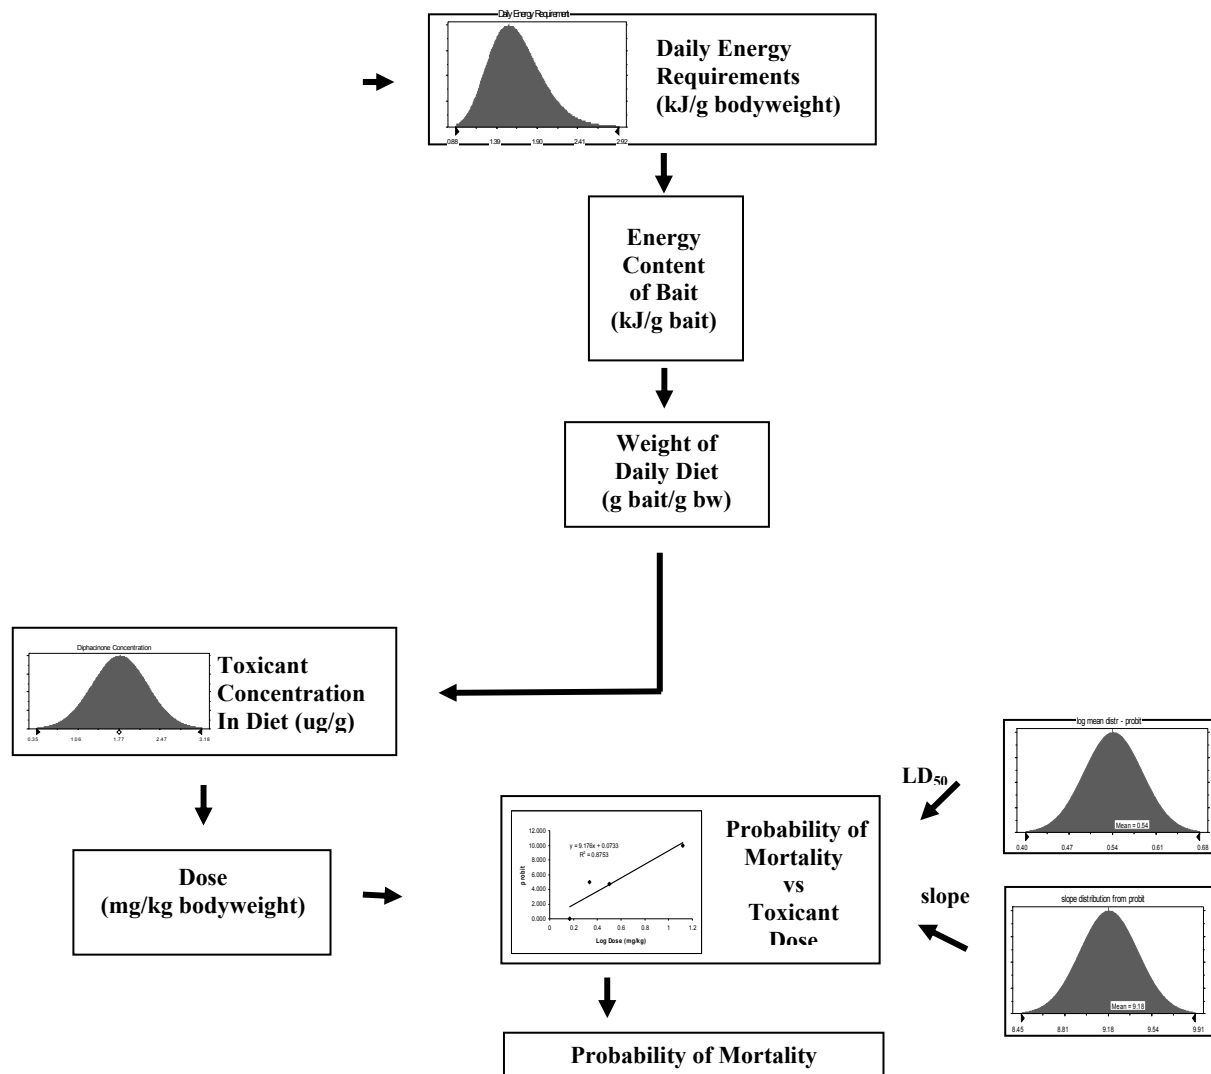 Daily Energy Requirement
0.88 1.39 1.90 2.41 2.92
Daily Energy
Requirements
(kJ/g bodyweight)
Energy
Content
of Bait
(kJ/g bait)
Weight of
Daily Diet
(g bait/g bw)
Diphacinone Concentration
0.35 1.06 1.77 2.47 3.18
Toxicant
Concentration
In Diet (ug/g)
Dose
(mg/kg bodyweight)
12.000
10.000
8.000
6.000
4.000
2.000
0.000
probit
y = 9.176x + 0.0733
R² = 0.8753
0 0.2 0.4 0.6 0.8 1 1.2
Log Dose (mg/kg)
Probability of
Mortality
vs
Toxicant
Dose
LD₅₀
log mean distr - probit
Mean = 0.54
0.40 0.47 0.54 0.61 0.68
slope
slope distribution from probit
Mean = 9.18
8.45 8.81 9.18 9.54 9.91
Probability of Mortality